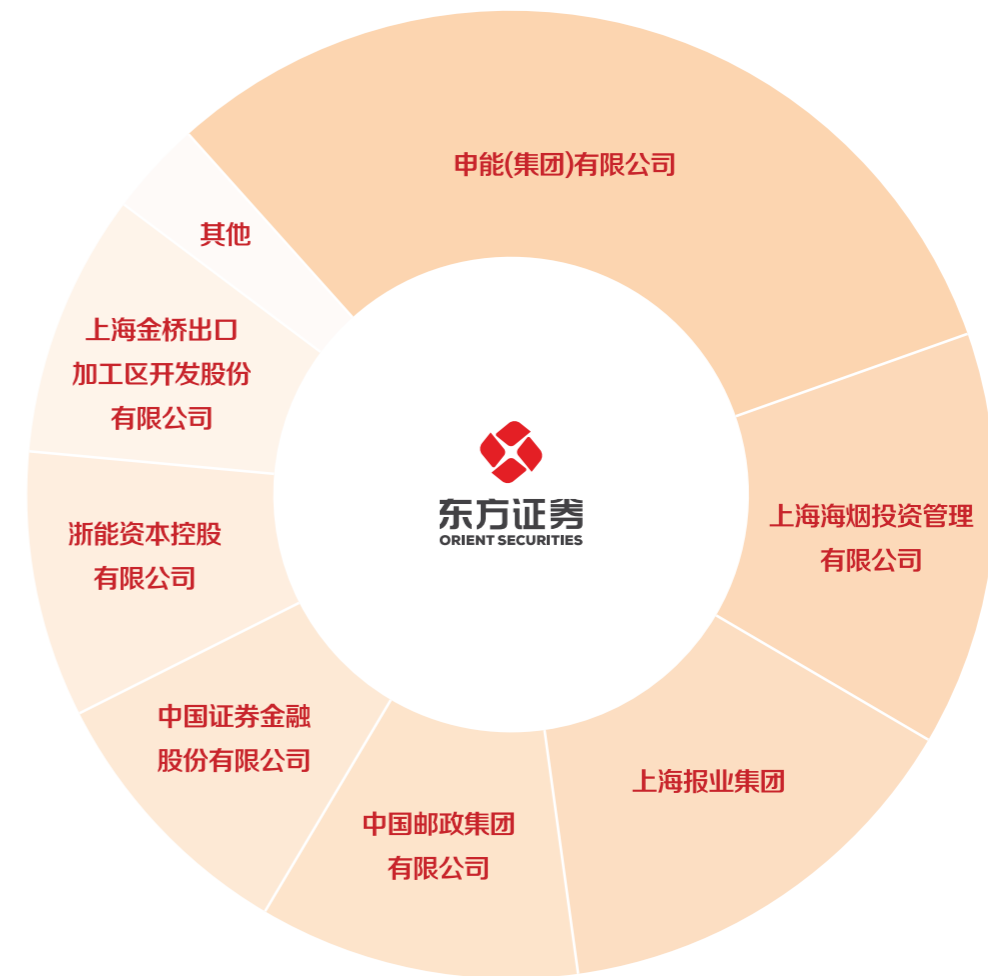 申能(集团)有限公司
其他
上海金桥出口
加工区开发股份
有限公司
东方证券
ORIENT SECURITIES
上海海烟投资管理
有限公司
浙能资本控股
有限公司
中国证券金融
股份有限公司
上海报业集团
中国邮政集团
有限公司